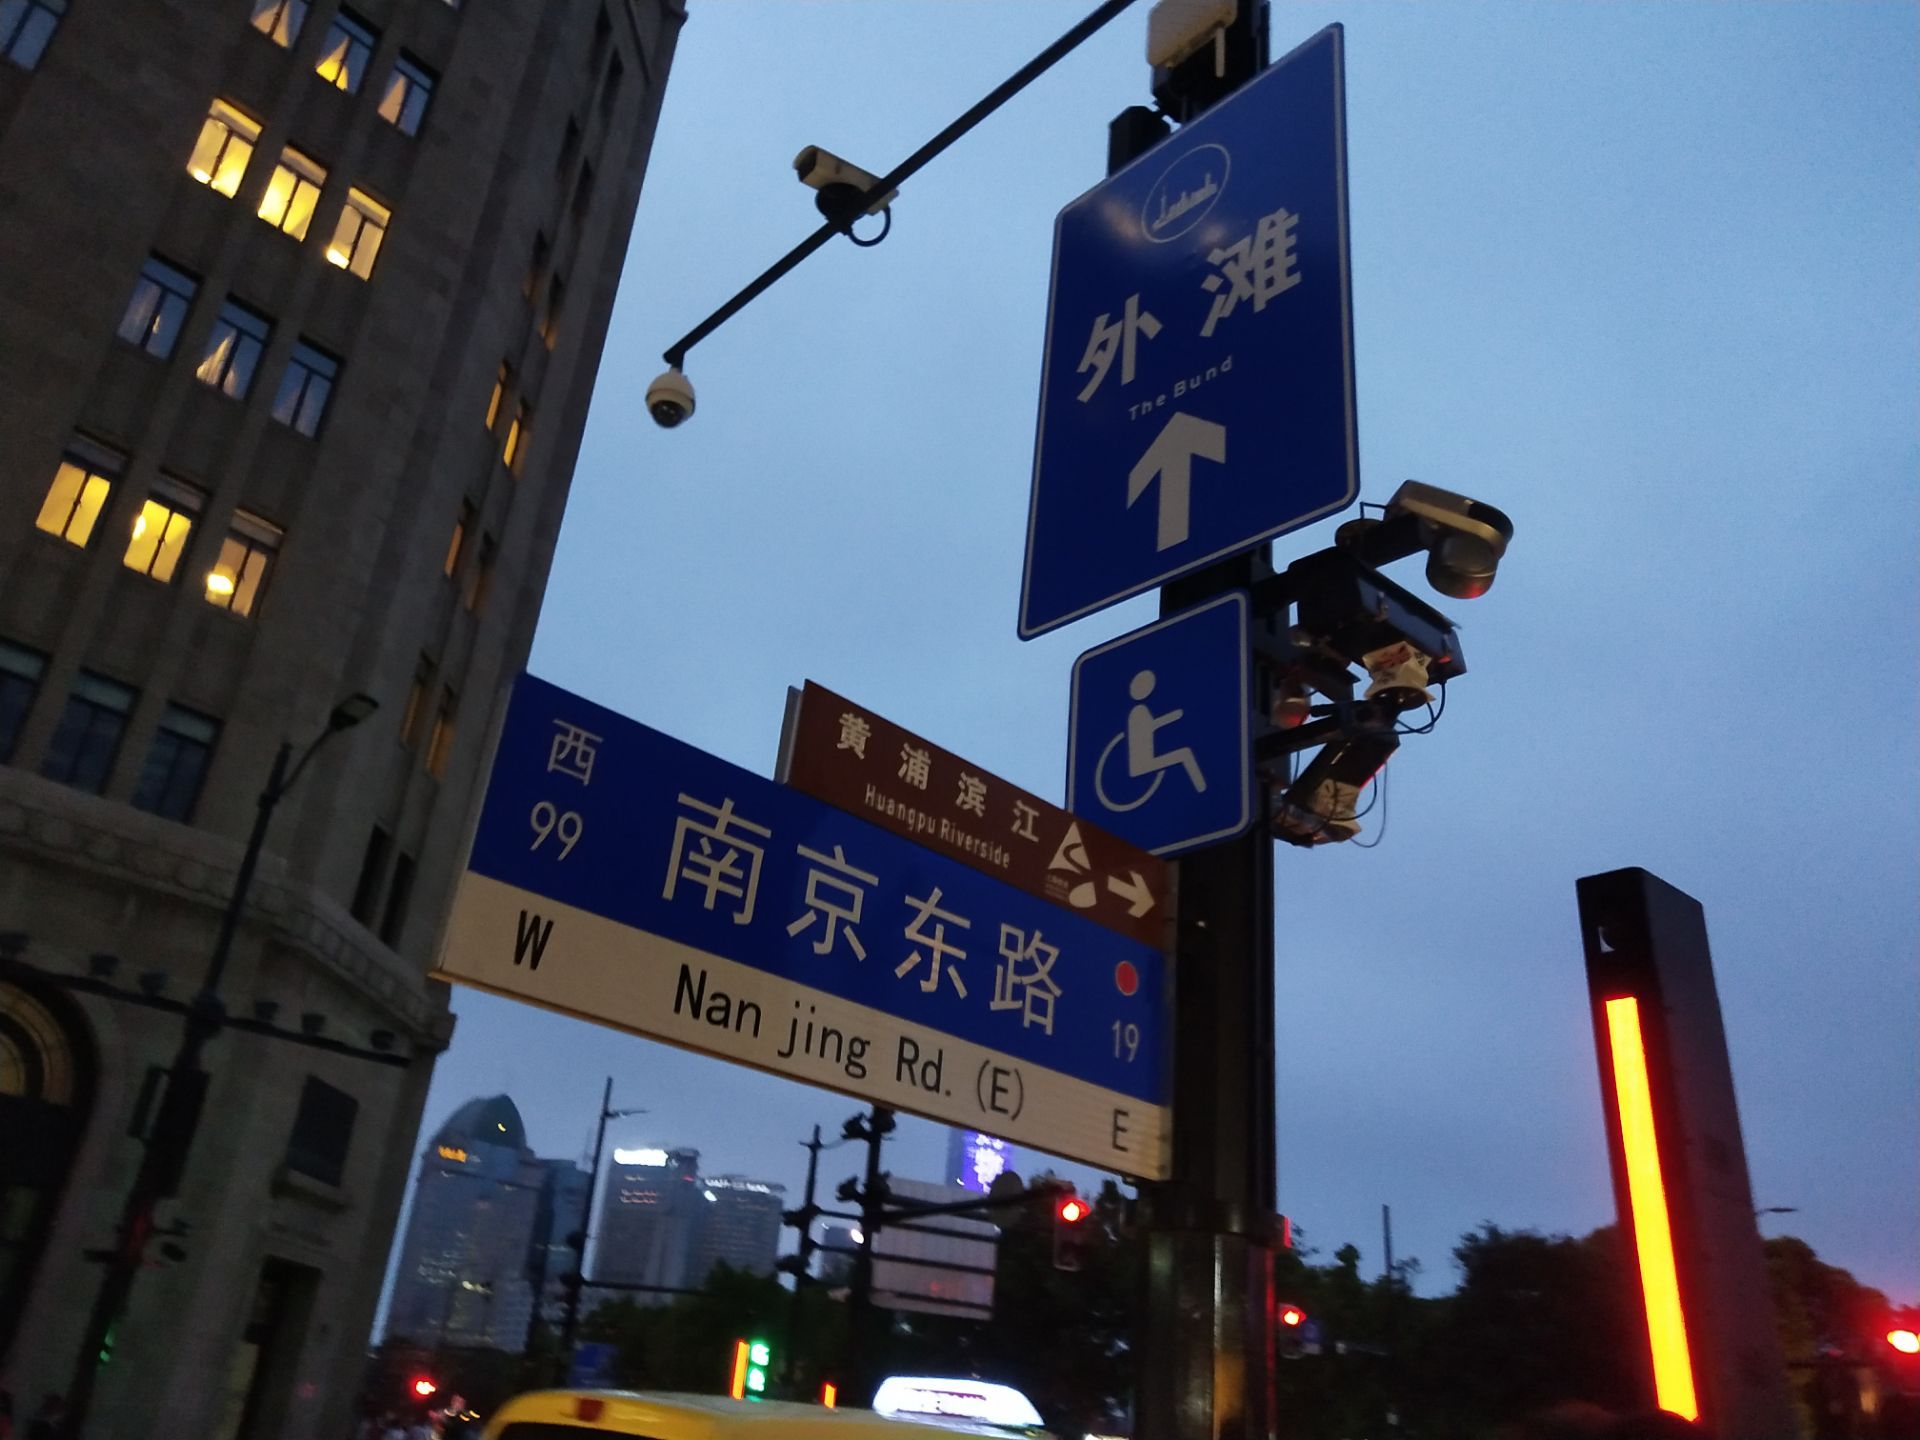 外滩
The Bund
黄浦滨江
Huangpu Riverside
西
99
南京东路
19
W
Nan jing Rd. (E)
E